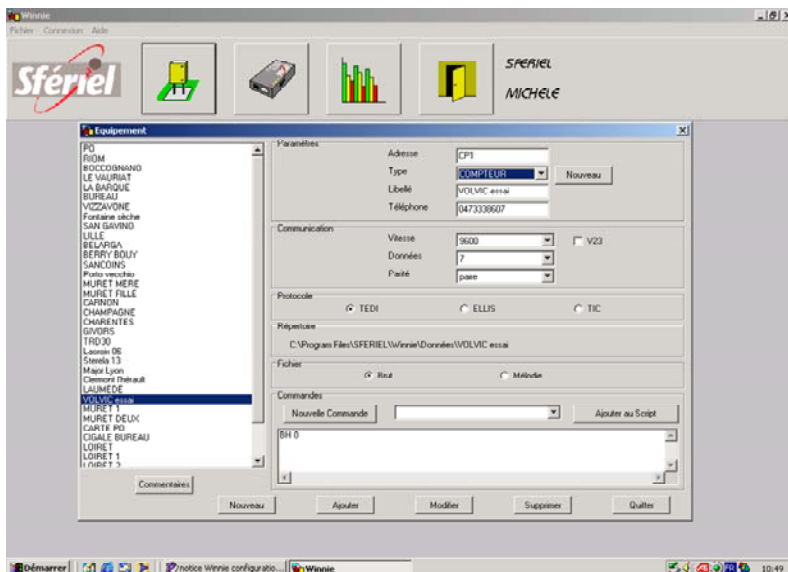 Winnie
Fichier Connexion Aide
Sfériel
SFERIEL
MICHELE
Equipement
PO
RIOM
BOCCOGNANO
LE VAURIAT
LA BARQUE
BUREAU
VIZZAVONE
Fontaine sèche
SAN GAVINO
LILLE
BELARGA
BERRY BOUY
SANCOINS
Porto vecchio
MURET MERE
MURET FILLE
CARNON
CHAMPAGNE
CHARENTES
GIVORS
TRD30
Sterela 13
Major Lyon
Clermont l'hérault
LAUMEDE
VOLVIC essai
MURET 1
MURET DEUX
CARTE PO
CIGALE BUREAU
LOIRET
LOIRET 1
LOIRET 2
Commentaires
Paramètres
Adresse CP1
Type COMPTEUR Nouveau
Libellé VOLVIC essai
Téléphone 0473338607
Communication
Vitesse 9600 V23
Données 7
Parité paire
Protocole
TEDI ELLIS TIC
Répertoire
C:\Program Files\SFERIEL\Winnie\Données\VOLVIC essai
Fichier
Brut Mélodie
Commandes
Nouvelle Commande Ajouter au Script
BH 0
Nouveau Ajouter Modifier Supprimer Quitter
Démarrer notice Winnie configuratio... Winnie FR 10:49